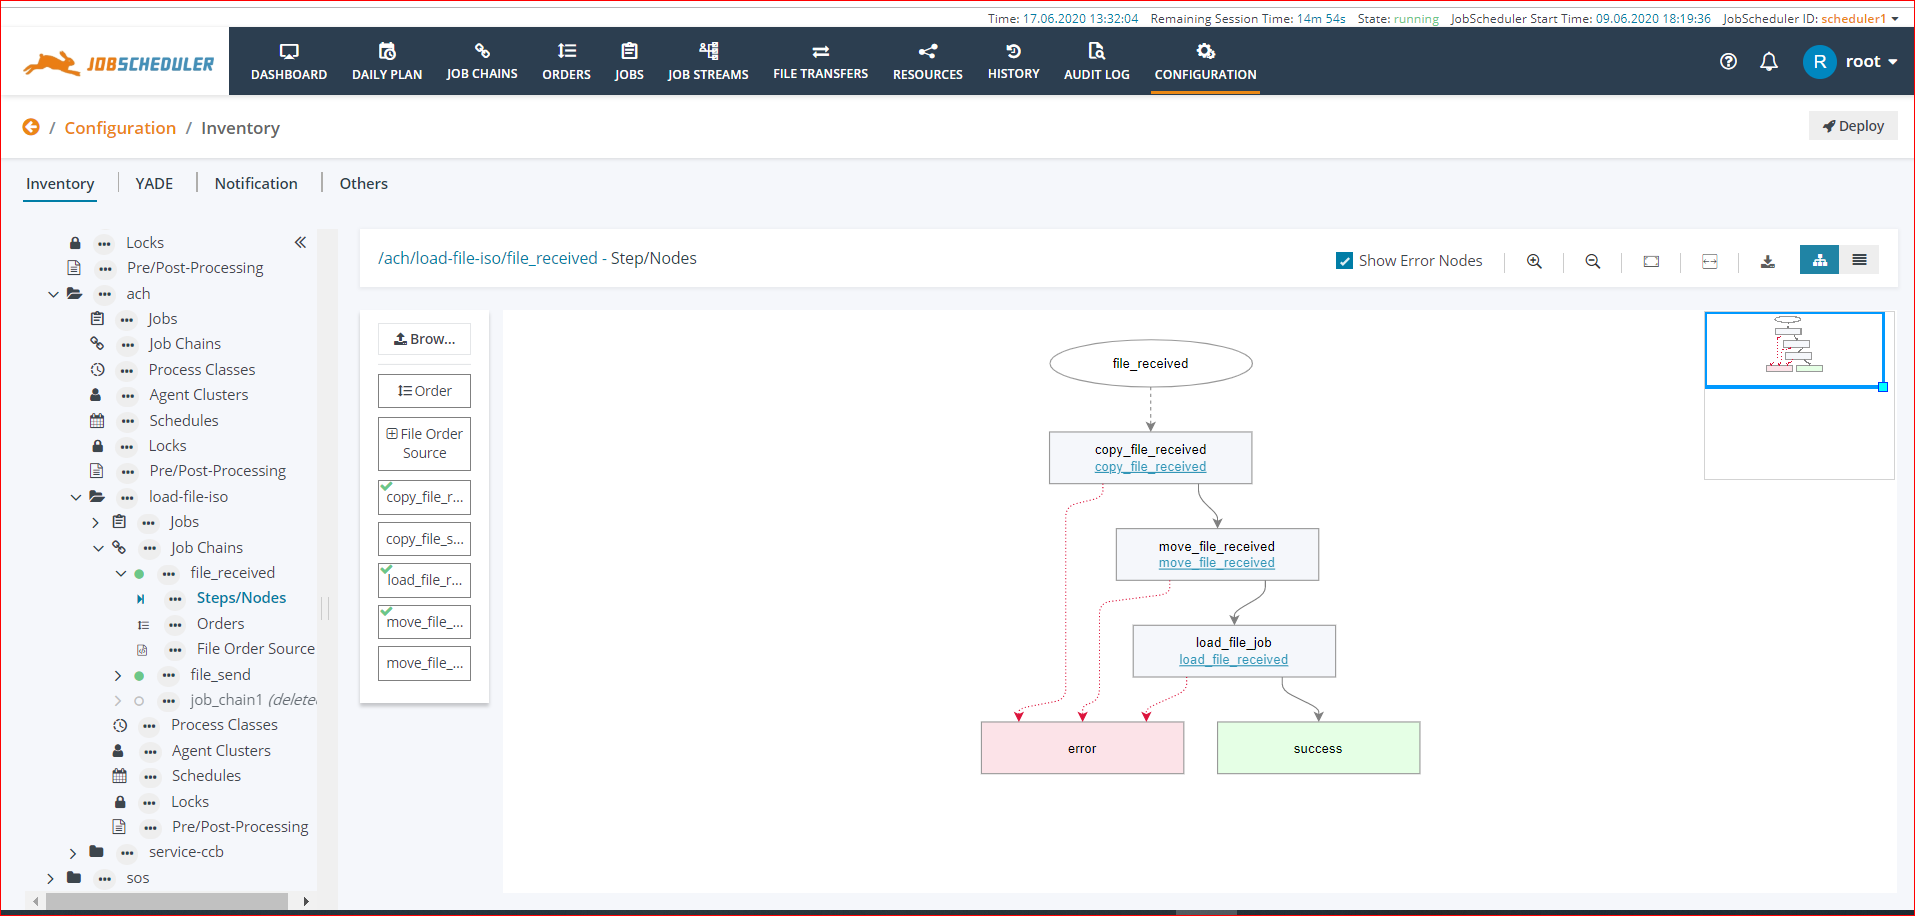 Time: 17.06.2020 13:32:04 Remaining Session Time: 14m 54s State: running JobScheduler Start Time: 09.06.2020 18:19:36 JobScheduler ID: scheduler1
JOBSCHEDULER
DASHBOARD DAILY PLAN JOB CHAINS ORDERS JOBS JOB STREAMS FILE TRANSFERS RESOURCES HISTORY AUDIT LOG CONFIGURATION
R root
/ Configuration / Inventory
Deploy
Inventory YADE Notification Others
Locks
Pre/Post-Processing
ach
Jobs
Job Chains
Process Classes
Agent Clusters
Schedules
Locks
Pre/Post-Processing
load-file-iso
Jobs
Job Chains
file_received
Steps/Nodes
Orders
File Order Source
file_send
job_chain1 (delete
Process Classes
Agent Clusters
Schedules
Locks
Pre/Post-Processing
service-ccb
sos
/ach/load-file-iso/file_received - Step/Nodes
Show Error Nodes
Brow...
Order
File Order
Source
copy_file_r...
copy_file_s...
load_file_r...
move_file_...
move_file_...
file_received
copy_file_received
copy_file_received
move_file_received
move_file_received
load_file_job
load_file_received
error
success